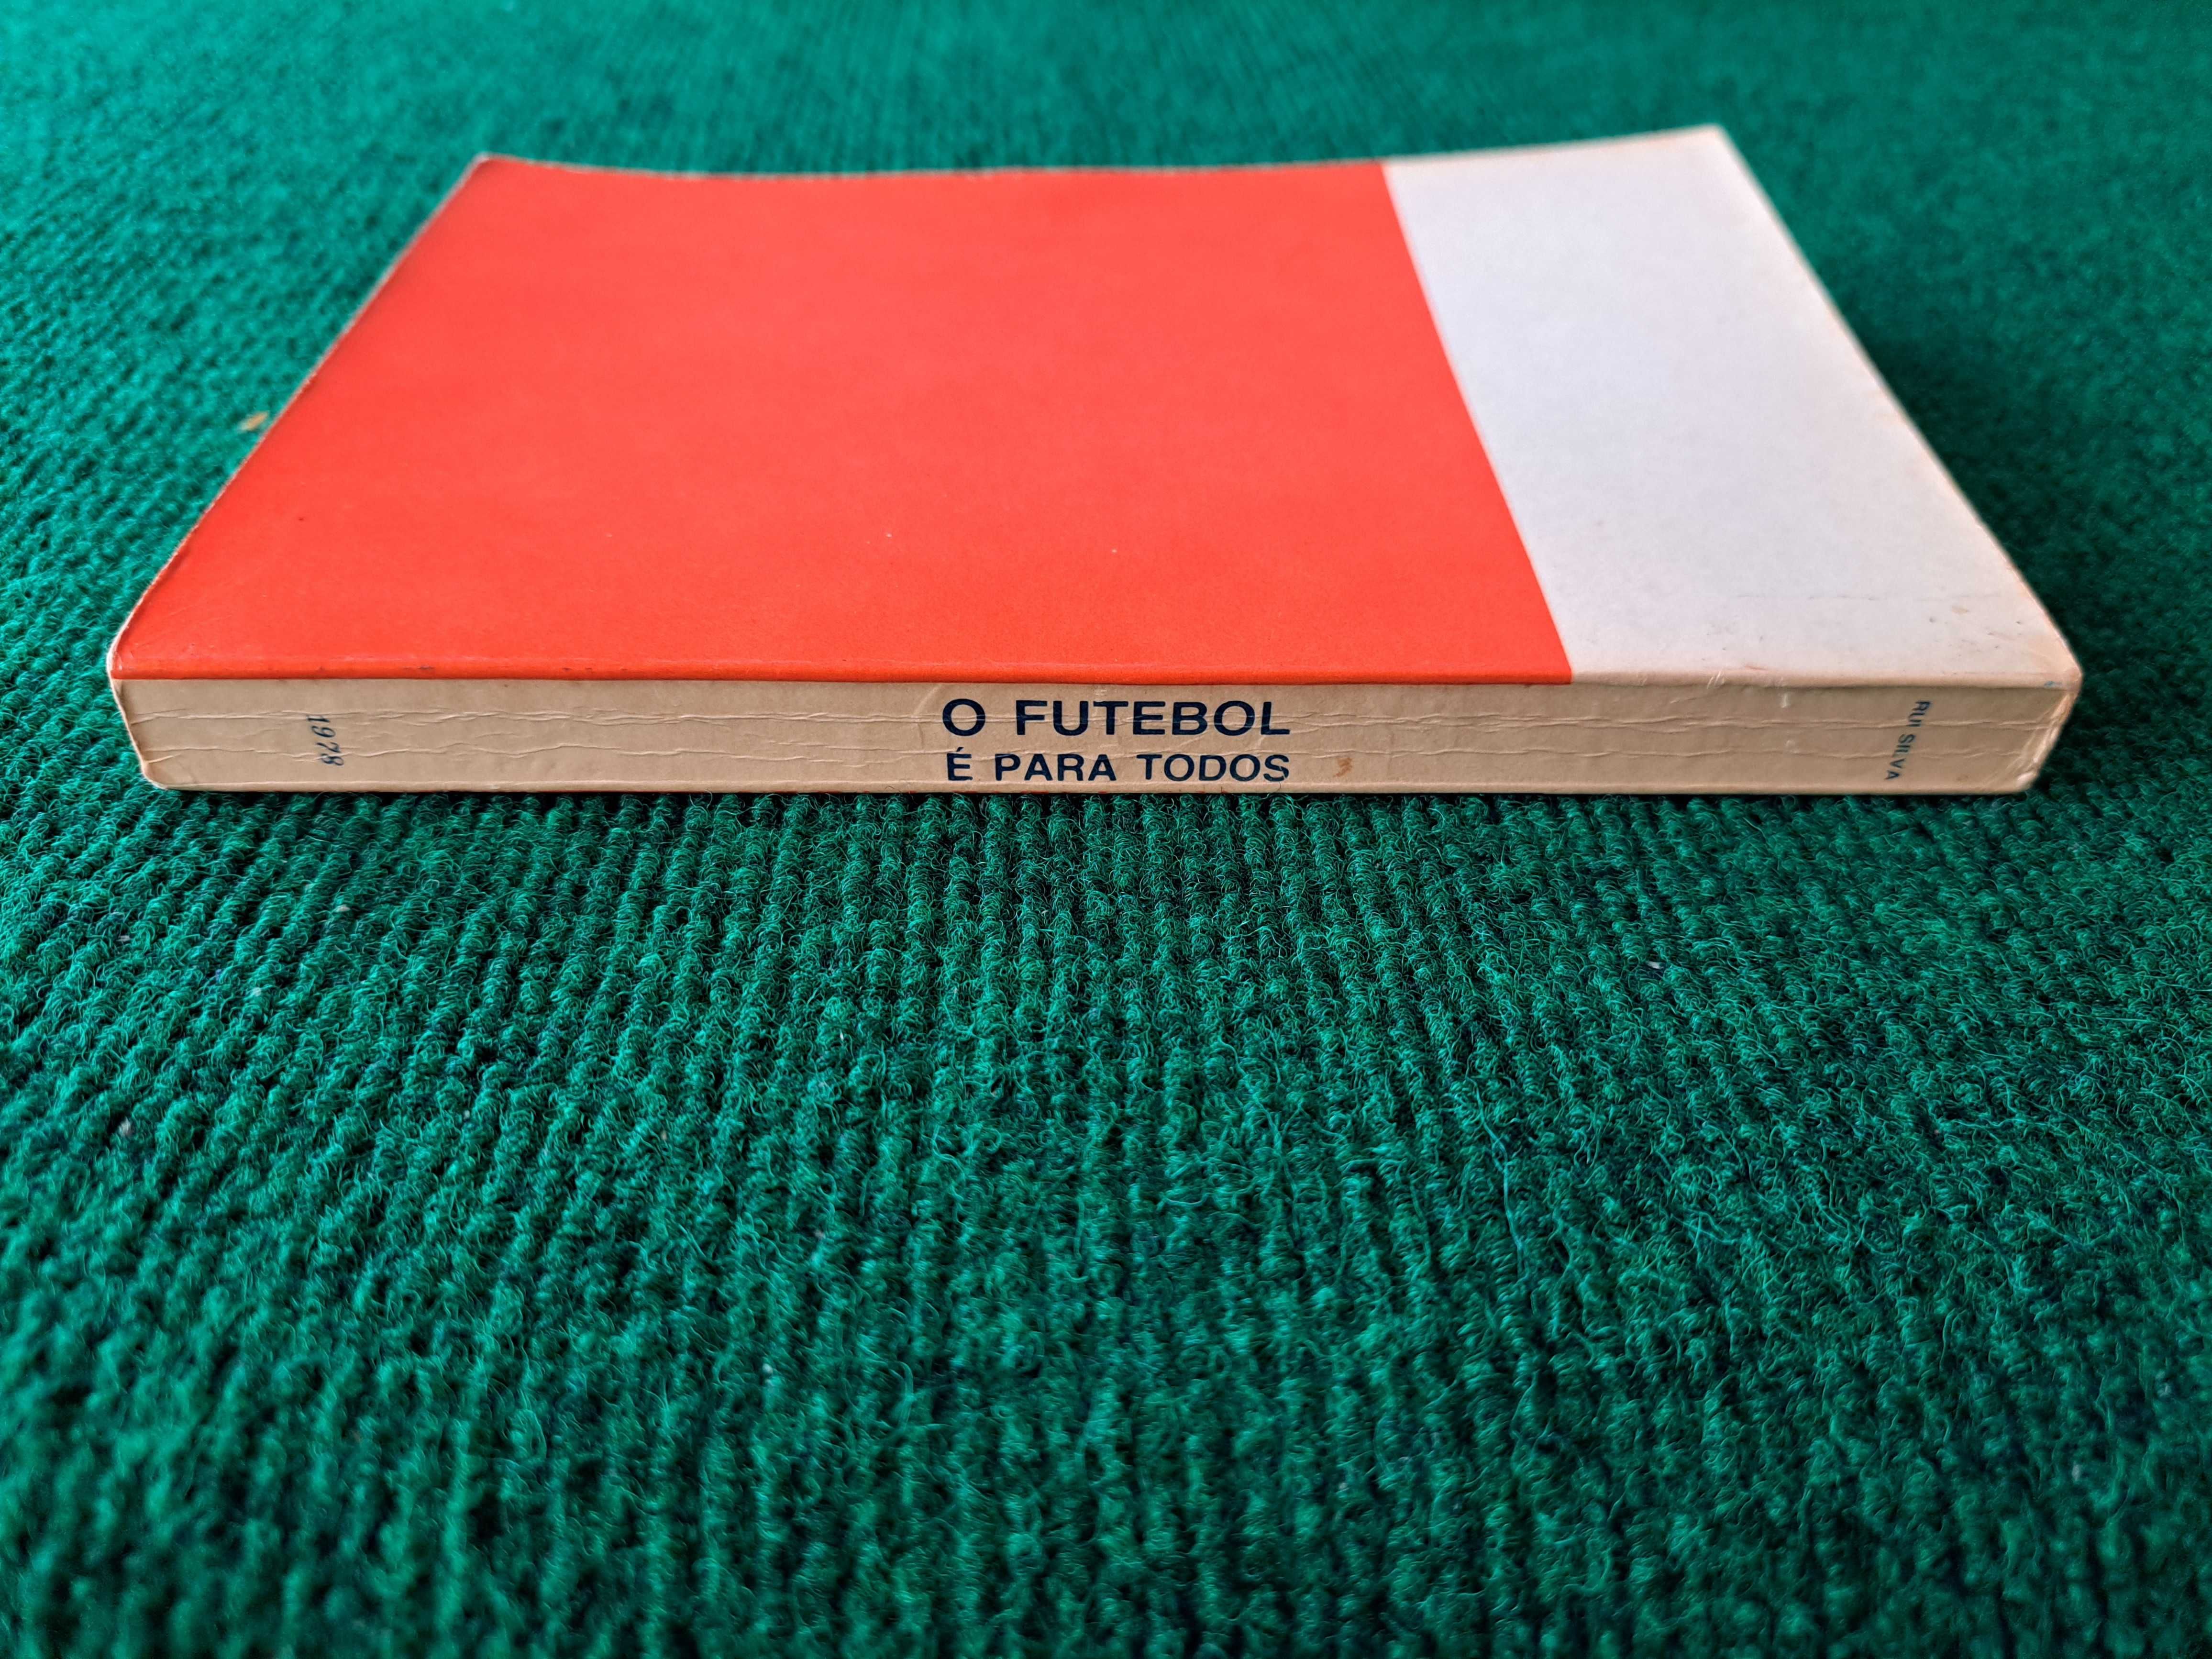 1978
O FUTEBOL
É PARA TODOS
RUI SILVA